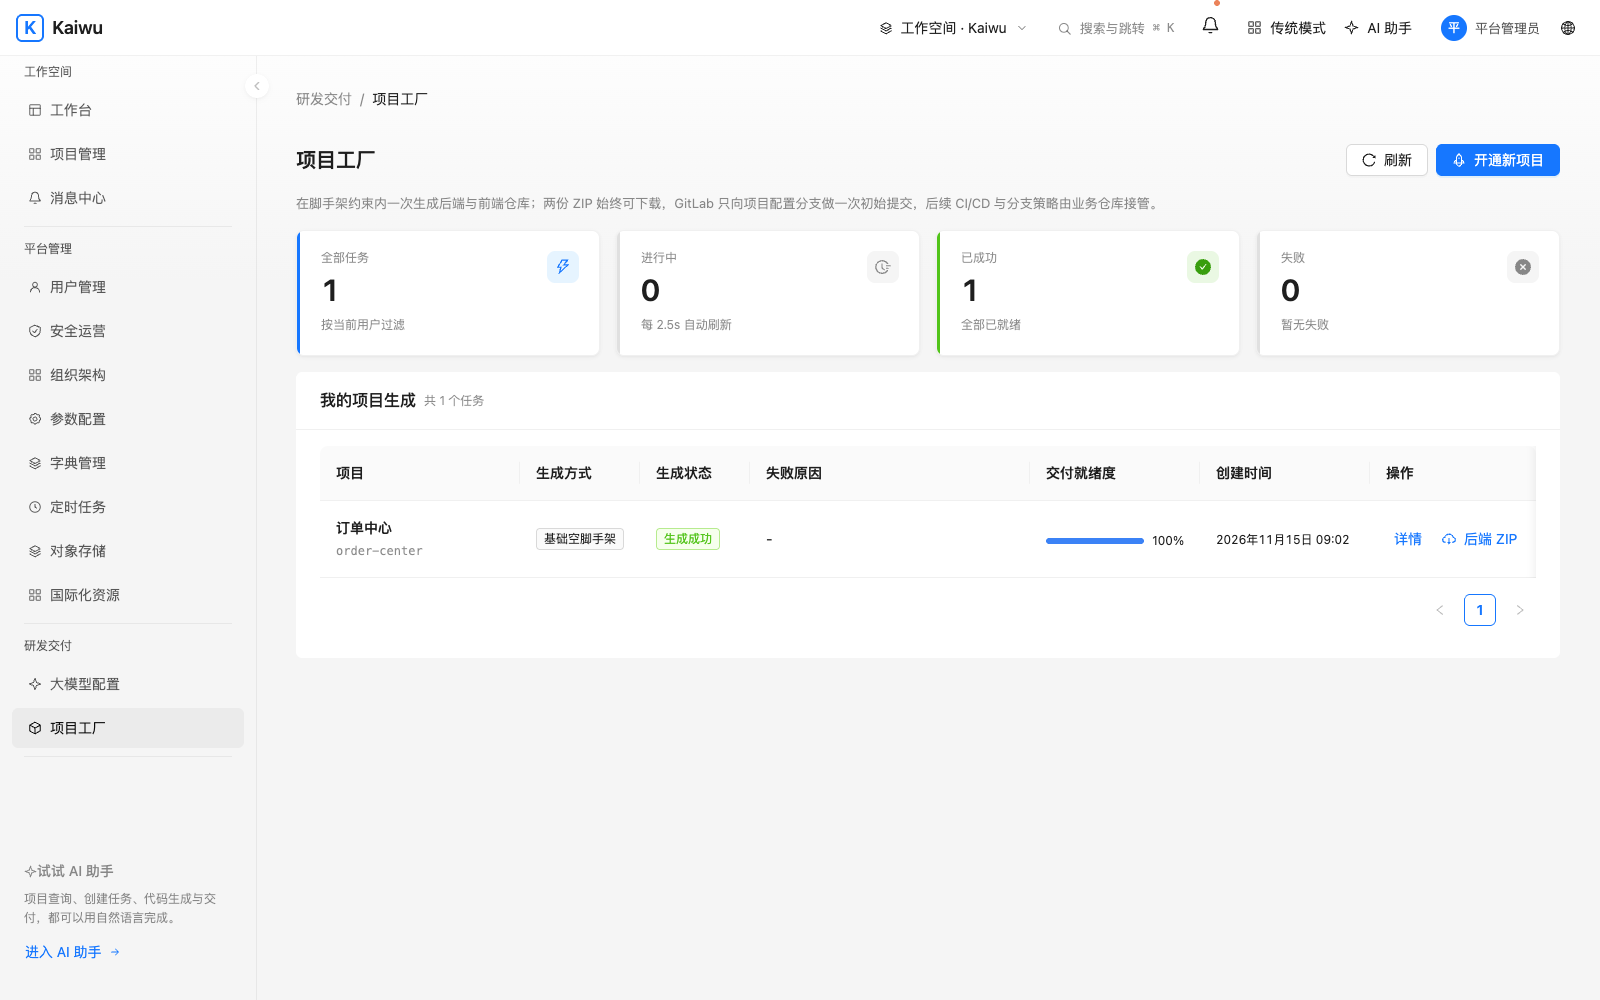 K Kaiwu
工作空间 · Kaiwu
搜索与跳转 ⌘ K
传统模式
AI 助手
平 平台管理员
工作空间
工作台
项目管理
消息中心
平台管理
用户管理
安全运营
组织架构
参数配置
字典管理
定时任务
对象存储
国际化资源
研发交付
大模型配置
项目工厂
试试 AI 助手
项目查询、创建任务、代码生成与交
付，都可以用自然语言完成。
进入 AI 助手 →
研发交付 / 项目工厂
项目工厂
刷新
开通新项目
在脚手架约束内一次生成后端与前端仓库；两份 ZIP 始终可下载，GitLab 只向项目配置分支做一次初始提交，后续 CI/CD 与分支策略由业务仓库接管。
全部任务
1
按当前用户过滤
进行中
0
每 2.5s 自动刷新
已成功
1
全部已就绪
失败
0
暂无失败
我的项目生成 共 1 个任务
项目 生成方式 生成状态 失败原因 交付就绪度 创建时间 操作
订单中心
order-center
基础空脚手架 生成成功 - 100% 2026年11月15日 09:02 详情 后端 ZIP
1